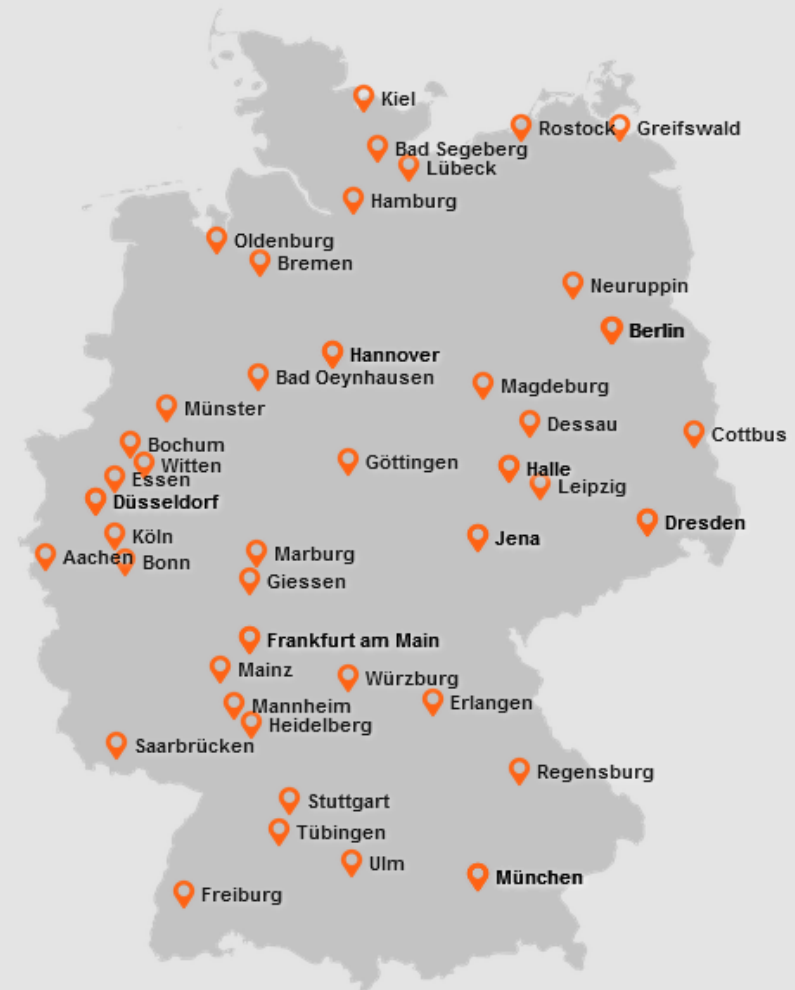 Kiel
Rostock
Greifswald
Bad Segeberg
Lübeck
Hamburg
Oldenburg
Bremen
Neuruppin
Berlin
Hannover
Bad Oeynhausen
Magdeburg
Münster
Dessau
Cottbus
Bochum
Witten
Göttingen
Halle
Essen
Leipzig
Düsseldorf
Dresden
Köln
Jena
Aachen
Bonn
Marburg
Giessen
Frankfurt am Main
Mainz
Würzburg
Erlangen
Mannheim
Heidelberg
Saarbrücken
Regensburg
Stuttgart
Tübingen
Ulm
München
Freiburg